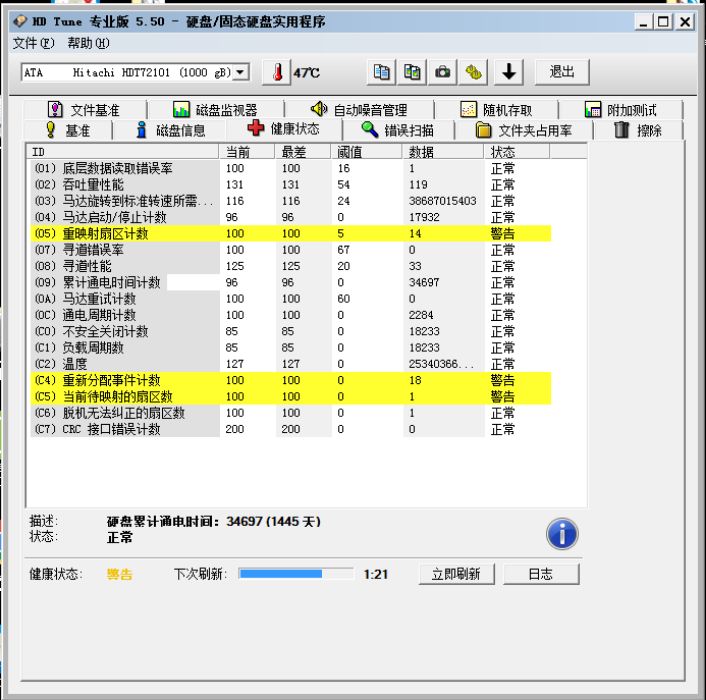 HD Tune 专业版 5.50 - 硬盘/固态硬盘实用程序
文件(F) 帮助(H)
ATA Hitachi HDT72101 (1000 gB) 47℃ 退出
文件基准 磁盘监视器 自动噪音管理 随机存取 附加测试
基准 磁盘信息 健康状态 错误扫描 文件夹占用率 擦除
ID 当前 最差 阈值 数据 状态
(01) 底层数据读取错误率 100 100 16 1 正常
(02) 吞吐量性能 131 131 54 119 正常
(03) 马达旋转到标准转速所需... 116 116 24 38687015403 正常
(04) 马达启动/停止计数 96 96 0 17932 正常
(05) 重映射扇区计数 100 100 5 14 警告
(07) 寻道错误率 100 100 67 0 正常
(08) 寻道性能 125 125 20 33 正常
(09) 累计通电时间计数 96 96 0 34697 正常
(0A) 马达重试计数 100 100 60 0 正常
(0C) 通电周期计数 100 100 0 2284 正常
(C0) 不安全关闭计数 85 85 0 18233 正常
(C1) 负载周期数 85 85 0 18233 正常
(C2) 温度 127 127 0 25340366... 正常
(C4) 重新分配事件计数 100 100 0 18 警告
(C5) 当前待映射的扇区数 100 100 0 1 警告
(C6) 脱机无法纠正的扇区数 100 100 0 0 正常
(C7) CRC 接口错误计数 200 200 0 0 正常
描述: 硬盘累计通电时间: 34697 (1445 天)
状态: 正常
健康状态: 警告 下次刷新: 1:21 立即刷新 日志